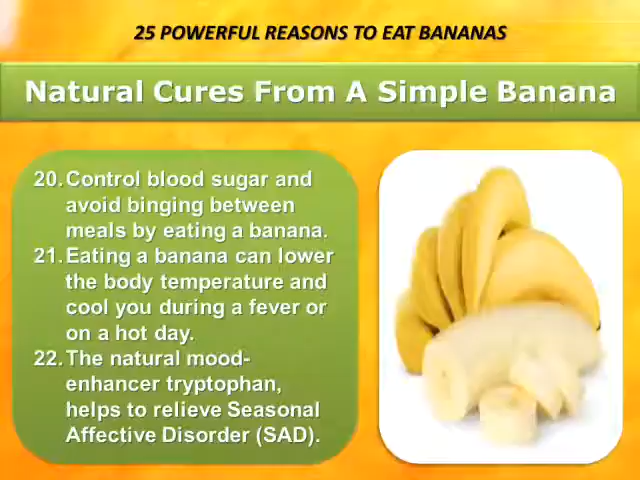 25 POWERFUL REASONS TO EAT BANANAS
Natural Cures From A Simple Banana
20. Control blood sugar and
avoid binging between
meals by eating a banana.
21. Eating a banana can lower
the body temperature and
cool you during a fever or
on a hot day.
22. The natural mood-
enhancer tryptophan,
helps to relieve Seasonal
Affective Disorder (SAD).